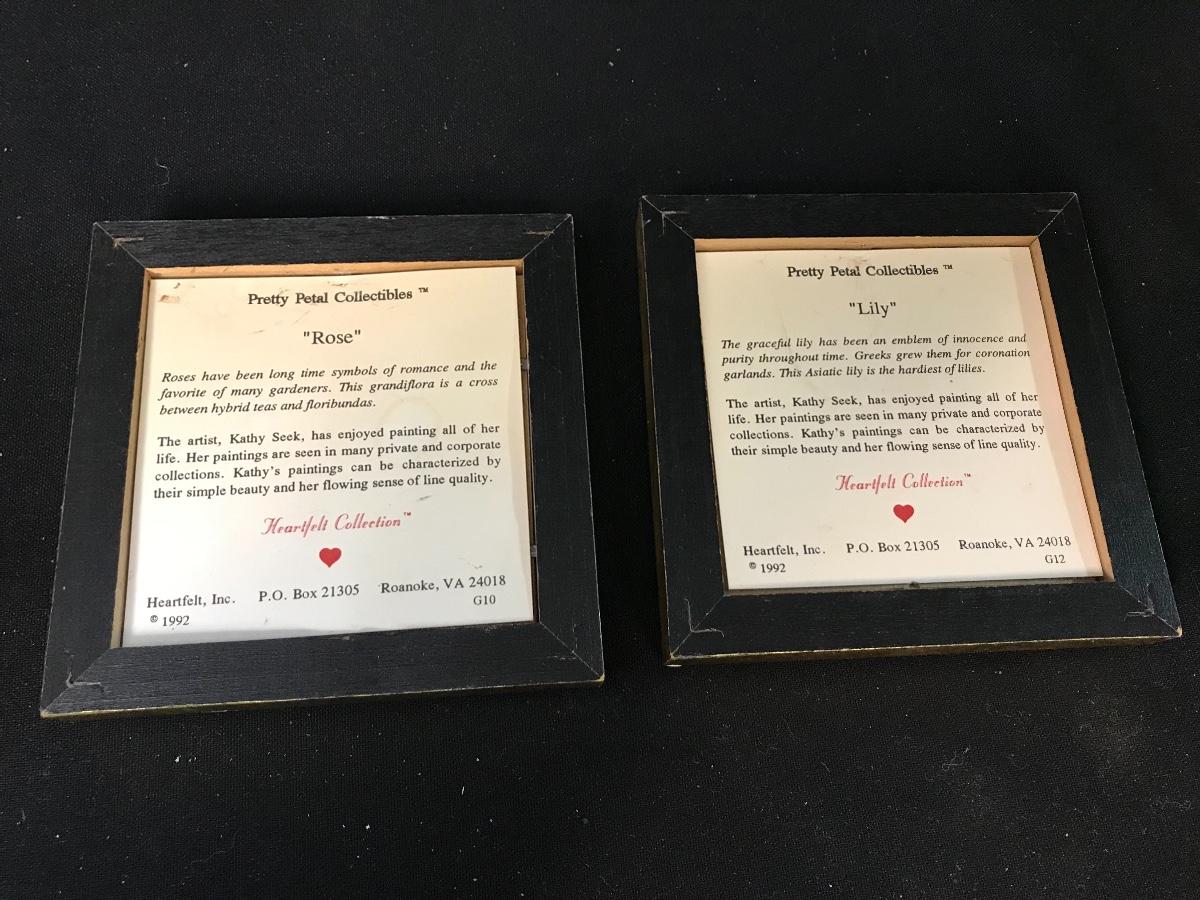 Pretty Petal Collectibles ™
"Rose"
Roses have been long time symbols of romance and the
favorite of many gardeners. This grandiflora is a cross
between hybrid teas and floribundas.
The artist, Kathy Seek, has enjoyed painting all of her
life. Her paintings are seen in many private and corporate
collections. Kathy's paintings can be characterized by
their simple beauty and her flowing sense of line quality.
Heartfelt Collection™
Heartfelt, Inc. P.O. Box 21305 Roanoke, VA 24018
© 1992 G10
Pretty Petal Collectibles ™
"Lily"
The graceful lily has been an emblem of innocence and
purity throughout time. Greeks grew them for coronation
garlands. This Asiatic lily is the hardiest of lilies.
The artist, Kathy Seek, has enjoyed painting all of her
life. Her paintings are seen in many private and corporate
collections. Kathy's paintings can be characterized by
their simple beauty and her flowing sense of line quality.
Heartfelt Collection™
Heartfelt, Inc. P.O. Box 21305 Roanoke, VA 24018
© 1992 G12